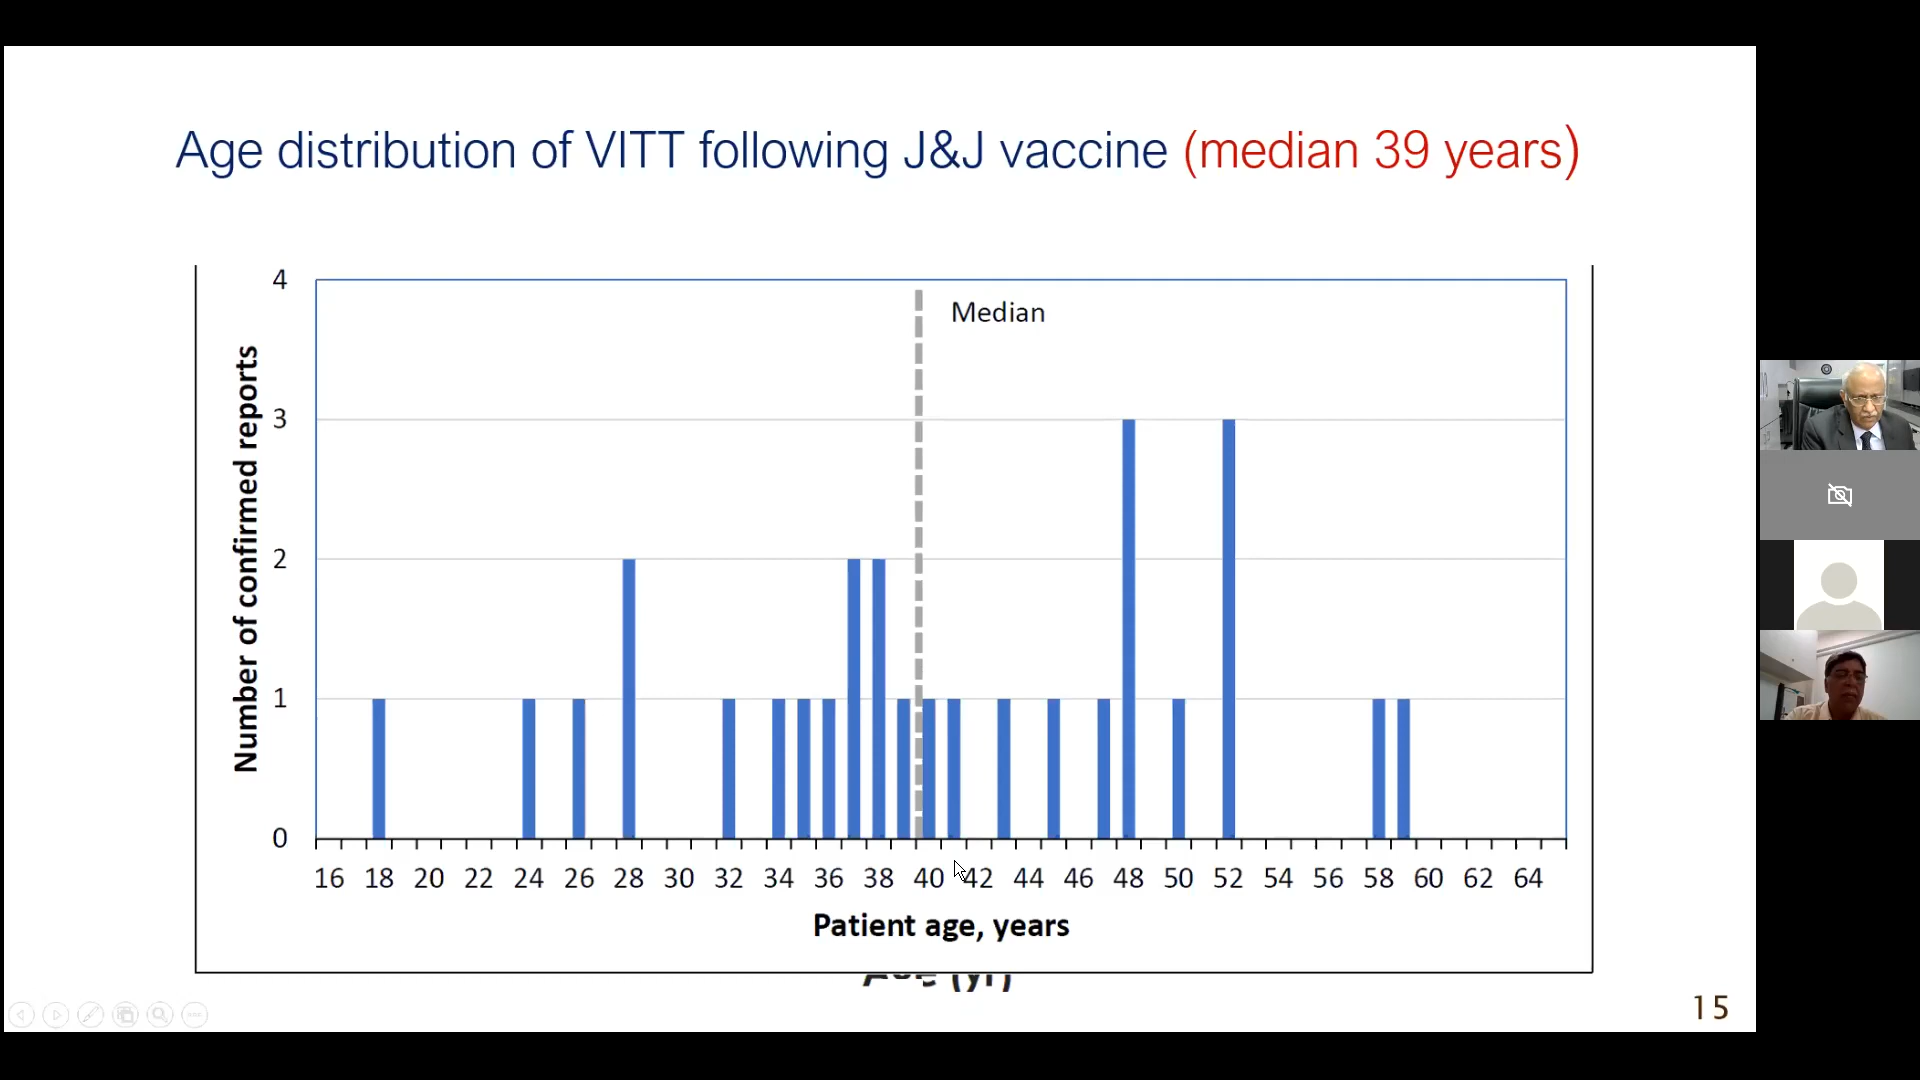 Age distribution of VITT following J&J vaccine (median 39 years)
4
Median
3
2
1
0
Number of confirmed reports
16 18 20 22 24 26 28 30 32 34 36 38 40 42 44 46 48 50 52 54 56 58 60 62 64
Patient age, years
(yr)
15